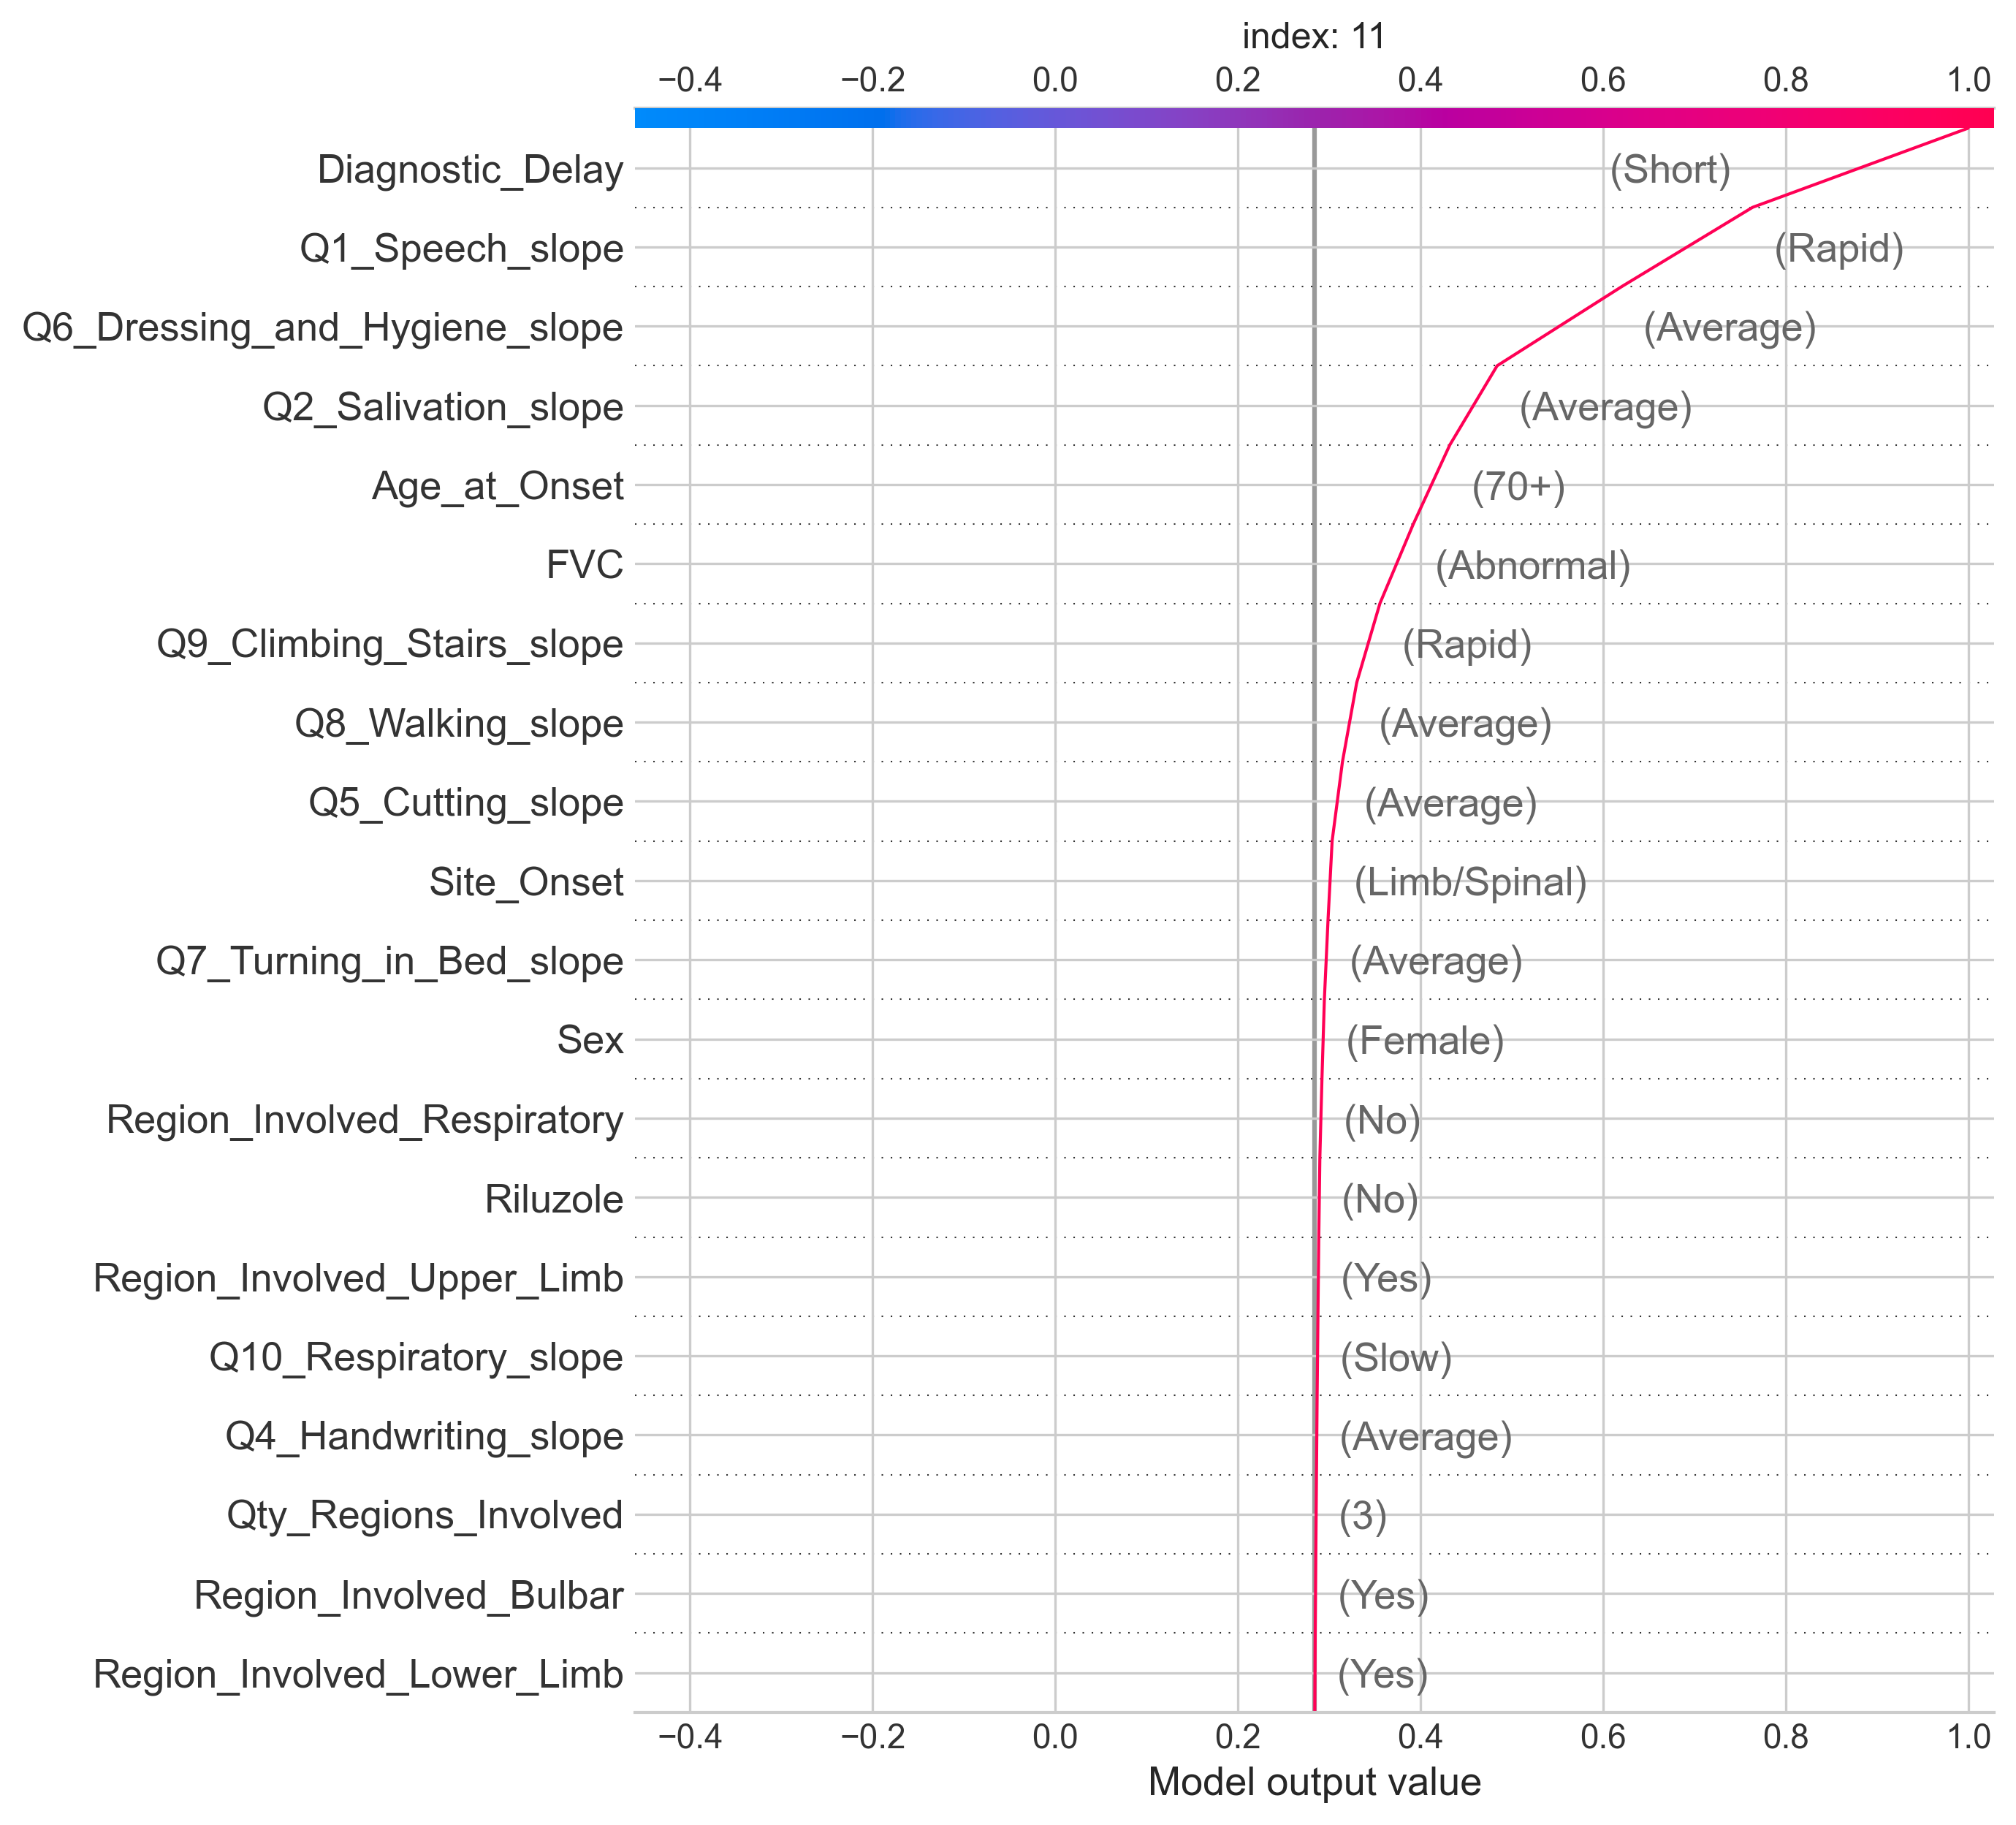 index: 11
−0.4 −0.2 0.0 0.2 0.4 0.6 0.8 1.0
Diagnostic_Delay (Short)
Q1_Speech_slope (Rapid)
Q6_Dressing_and_Hygiene_slope (Average)
Q2_Salivation_slope (Average)
Age_at_Onset (70+)
FVC (Abnormal)
Q9_Climbing_Stairs_slope (Rapid)
Q8_Walking_slope (Average)
Q5_Cutting_slope (Average)
Site_Onset (Limb/Spinal)
Q7_Turning_in_Bed_slope (Average)
Sex (Female)
Region_Involved_Respiratory (No)
Riluzole (No)
Region_Involved_Upper_Limb (Yes)
Q10_Respiratory_slope (Slow)
Q4_Handwriting_slope (Average)
Qty_Regions_Involved (3)
Region_Involved_Bulbar (Yes)
Region_Involved_Lower_Limb (Yes)
−0.4 −0.2 0.0 0.2 0.4 0.6 0.8 1.0
Model output value